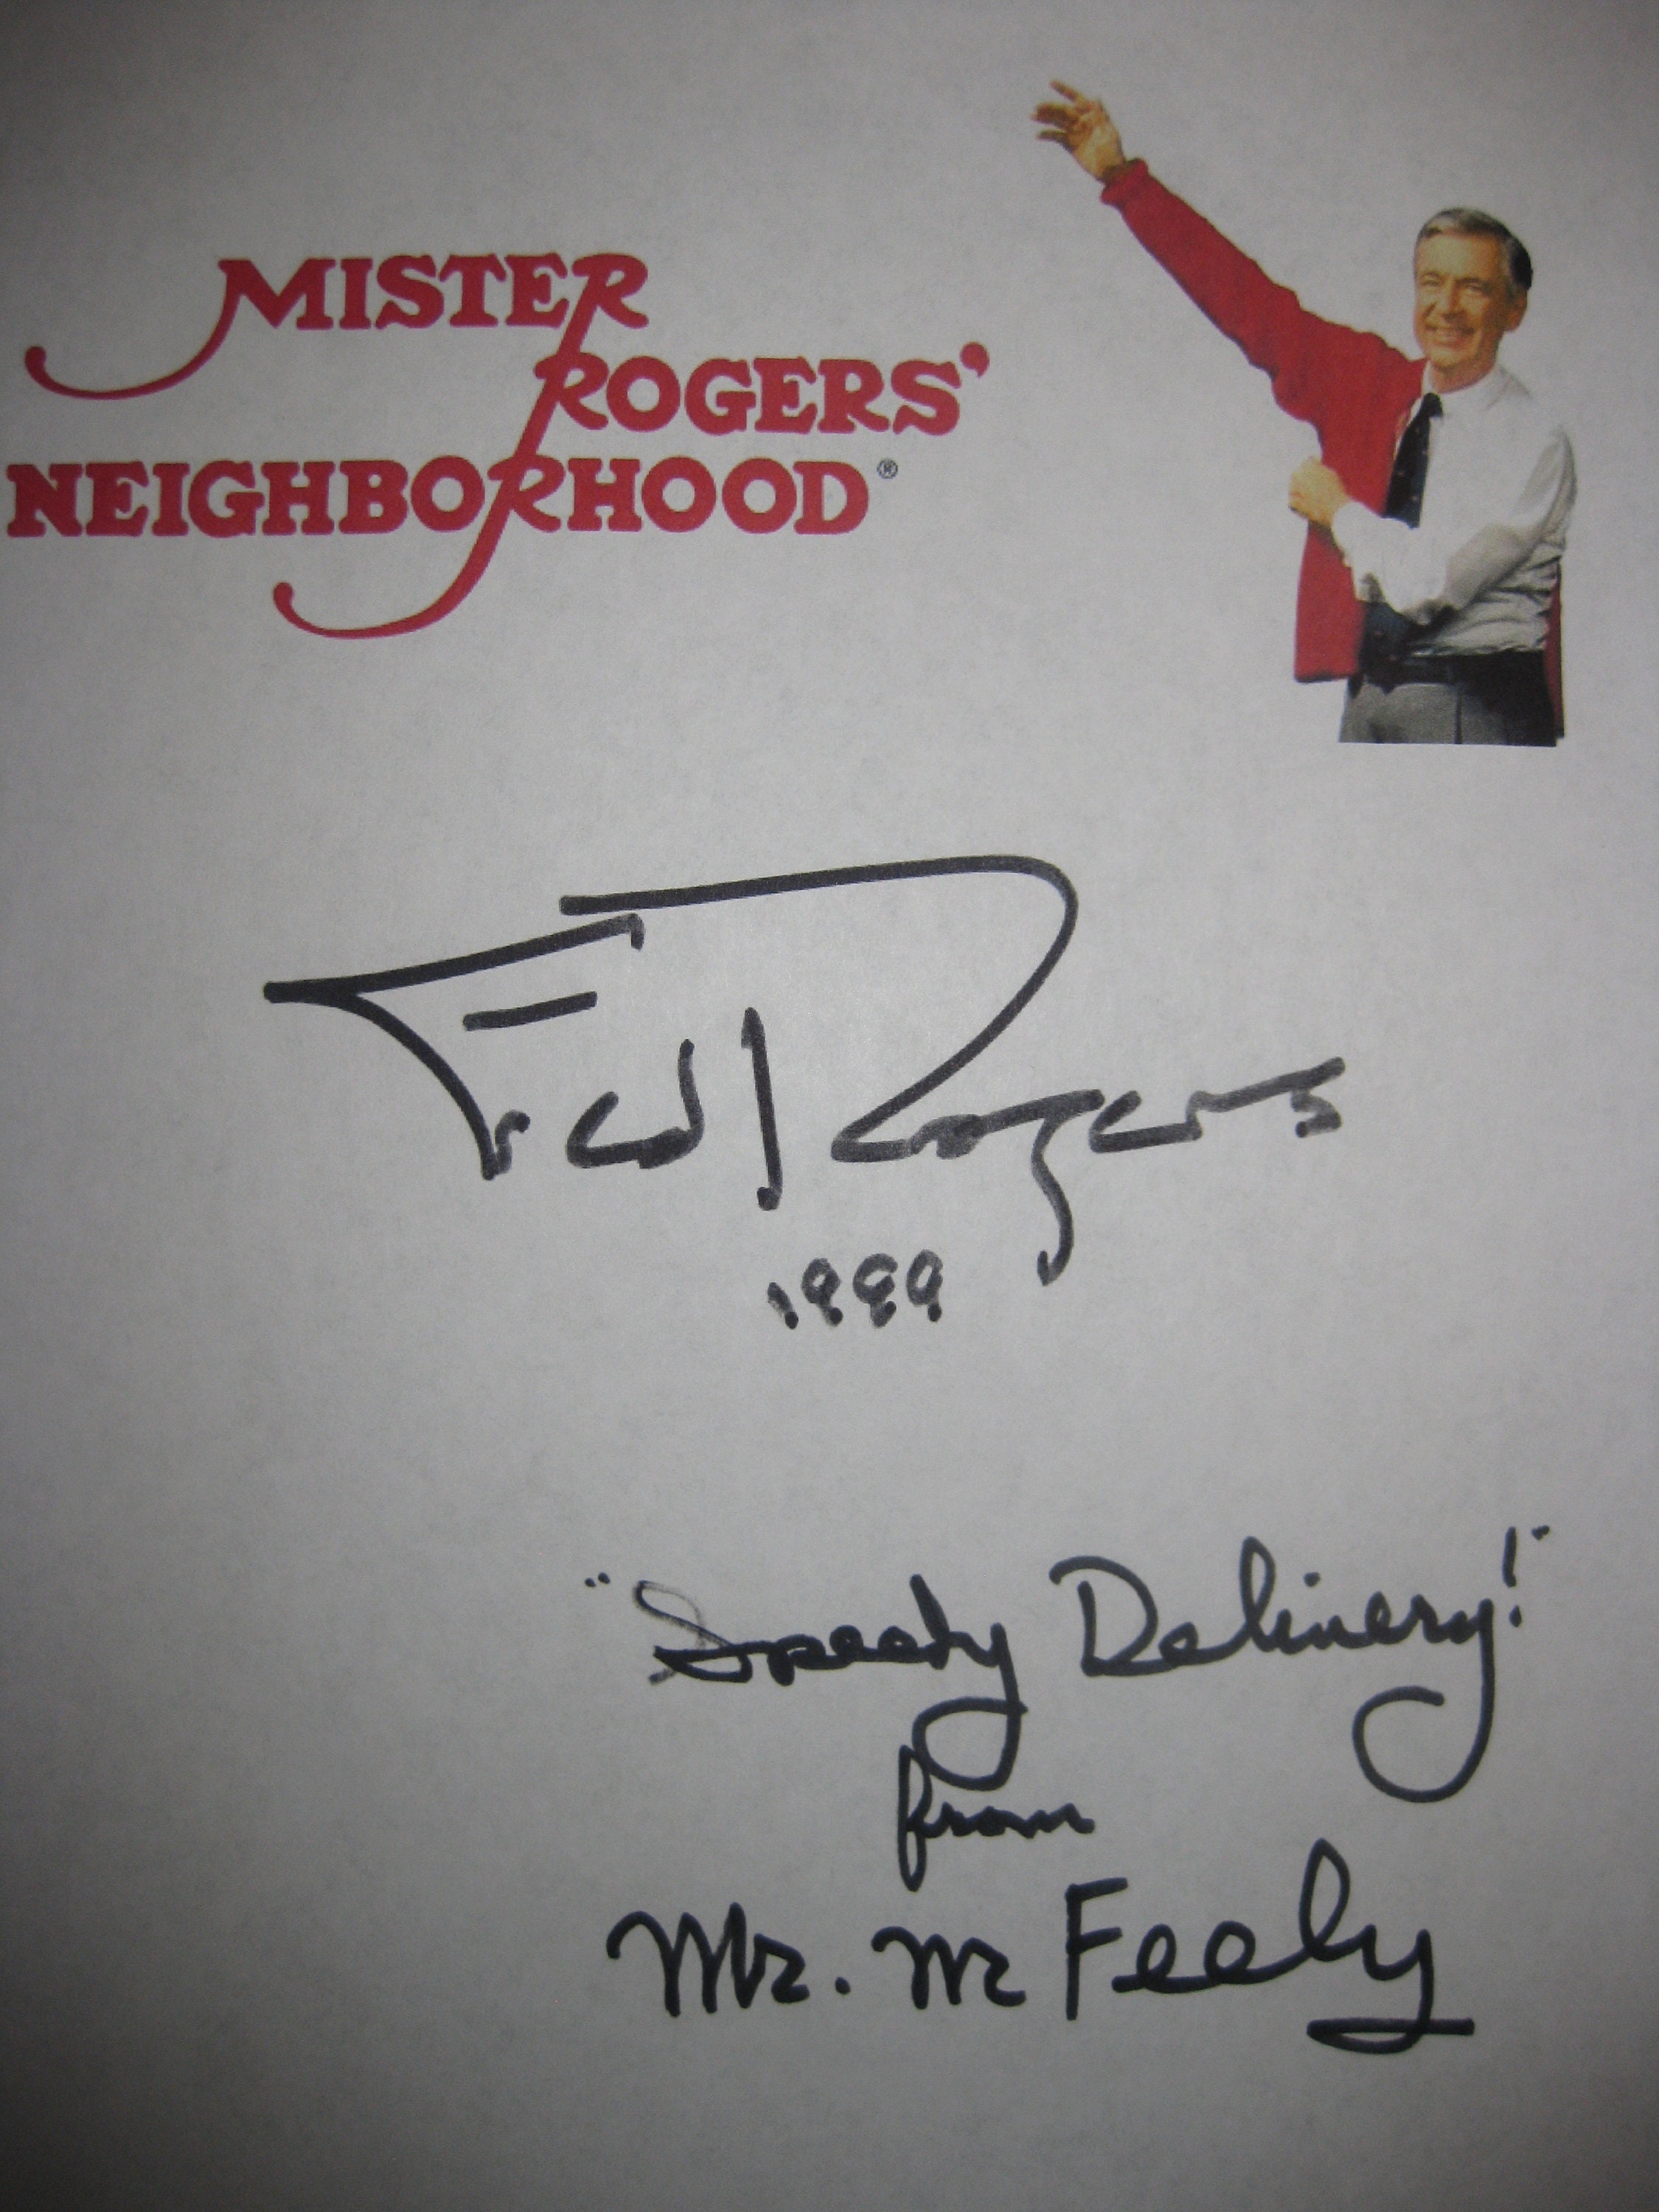 MISTER
ROGERS'
NEIGHBORHOOD®
Fred Rogers
1999
"Speedy Delivery!"
from
Mr. McFeely